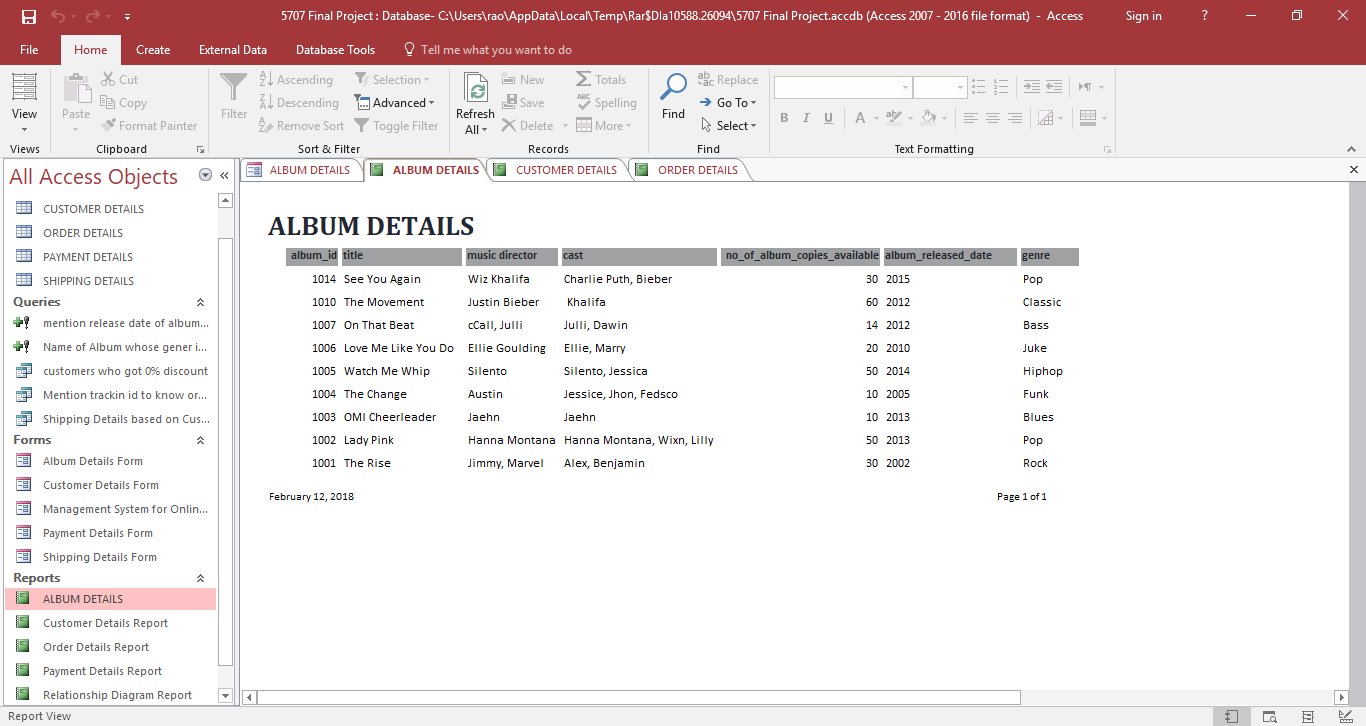 5707 Final Project : Database- C:\Users\rao\AppData\Local\Temp\Rar$DIa10588.26094\5707 Final Project.accdb (Access 2007 - 2016 file format) - Access
Sign in
?
File
Home
Create
External Data
Database Tools
Tell me what you want to do
View
Paste
Cut
Copy
Format Painter
Filter
Ascending
Descending
Remove Sort
Selection
Advanced
Toggle Filter
Refresh
All
New
Save
Delete
Totals
Spelling
More
Find
Replace
Go To
Select
B I U A
Views
Clipboard
Sort & Filter
Records
Find
Text Formatting
All Access Objects
CUSTOMER DETAILS
ORDER DETAILS
PAYMENT DETAILS
SHIPPING DETAILS
Queries
mention release date of album...
Name of Album whose gener i...
customers who got 0% discount
Mention trackin id to know or...
Shipping Details based on Cus...
Forms
Album Details Form
Customer Details Form
Management System for Onlin...
Payment Details Form
Shipping Details Form
Reports
ALBUM DETAILS
Customer Details Report
Order Details Report
Payment Details Report
Relationship Diagram Report
ALBUM DETAILS
ALBUM DETAILS
CUSTOMER DETAILS
ORDER DETAILS
ALBUM DETAILS
album_id title music director cast no_of_album_copies_available album_released_date genre
1014 See You Again Wiz Khalifa Charlie Puth, Bieber 30 2015 Pop
1010 The Movement Justin Bieber Khalifa 60 2012 Classic
1007 On That Beat cCall, Julli Julli, Dawin 14 2012 Bass
1006 Love Me Like You Do Ellie Goulding Ellie, Marry 20 2010 Juke
1005 Watch Me Whip Silento Silento, Jessica 50 2014 Hiphop
1004 The Change Austin Jessice, Jhon, Fedsco 10 2005 Funk
1003 OMI Cheerleader Jaehn Jaehn 10 2013 Blues
1002 Lady Pink Hanna Montana Hanna Montana, Wixn, Lilly 50 2013 Pop
1001 The Rise Jimmy, Marvel Alex, Benjamin 30 2002 Rock
February 12, 2018
Page 1 of 1
Report View